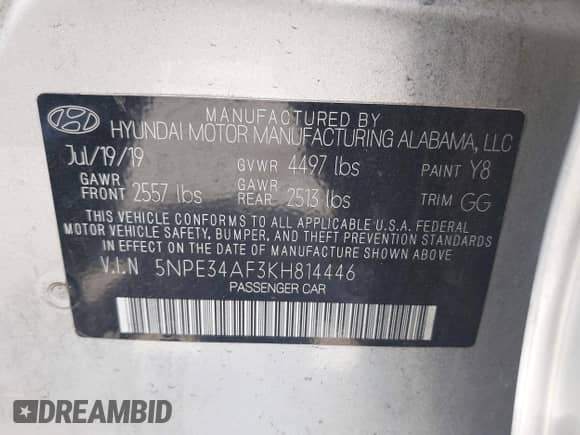 MANUFACTURED BY
HYUNDAI MOTOR MANUFACTURING ALABAMA, LLC
Jul/19/19 GVWR 4497 lbs PAINT Y8
GAWR FRONT 2557 lbs GAWR REAR 2513 lbs TRIM GG
THIS VEHICLE CONFORMS TO ALL APPLICABLE U.S.A. FEDERAL
MOTOR VEHICLE SAFETY, BUMPER, AND THEFT PREVENTION STANDARDS
IN EFFECT ON THE DATE OF MANUFACTURE SHOWN ABOVE.
V.I.N 5NPE34AF3KH814446
PASSENGER CAR
DREAMBID